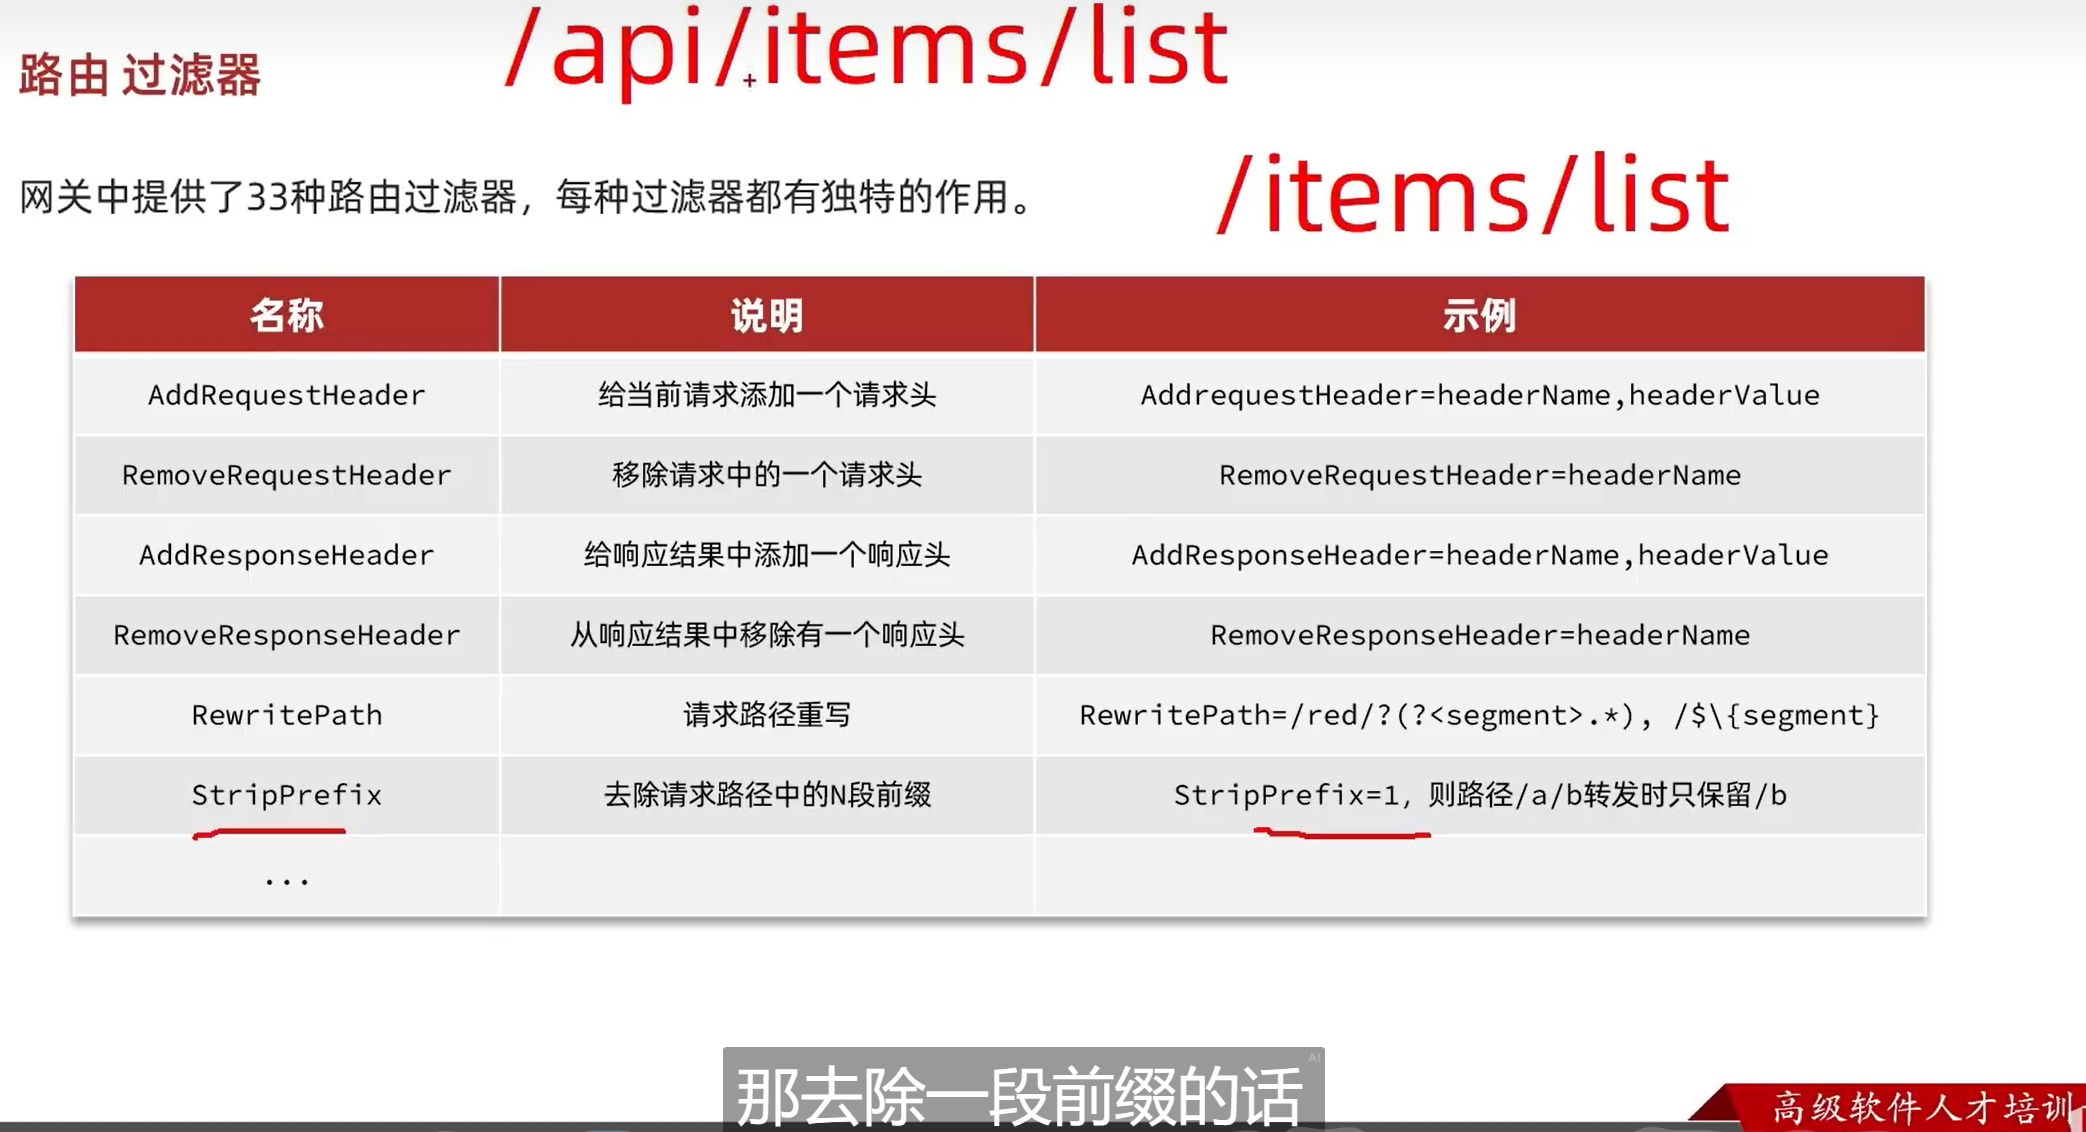 /api/items/list
路由 过滤器
/items/list
网关中提供了33种路由过滤器，每种过滤器都有独特的作用。
名称 说明 示例
AddRequestHeader 给当前请求添加一个请求头 AddrequestHeader=headerName,headerValue
RemoveRequestHeader 移除请求中的一个请求头 RemoveRequestHeader=headerName
AddResponseHeader 给响应结果中添加一个响应头 AddResponseHeader=headerName,headerValue
RemoveResponseHeader 从响应结果中移除有一个响应头 RemoveResponseHeader=headerName
RewritePath 请求路径重写 RewritePath=/red/?(?<segment>.*), /$\{segment}
StripPrefix 去除请求路径中的N段前缀 StripPrefix=1，则路径/a/b转发时只保留/b
...
AI
那去除一段前缀的话
高级软件人才培训